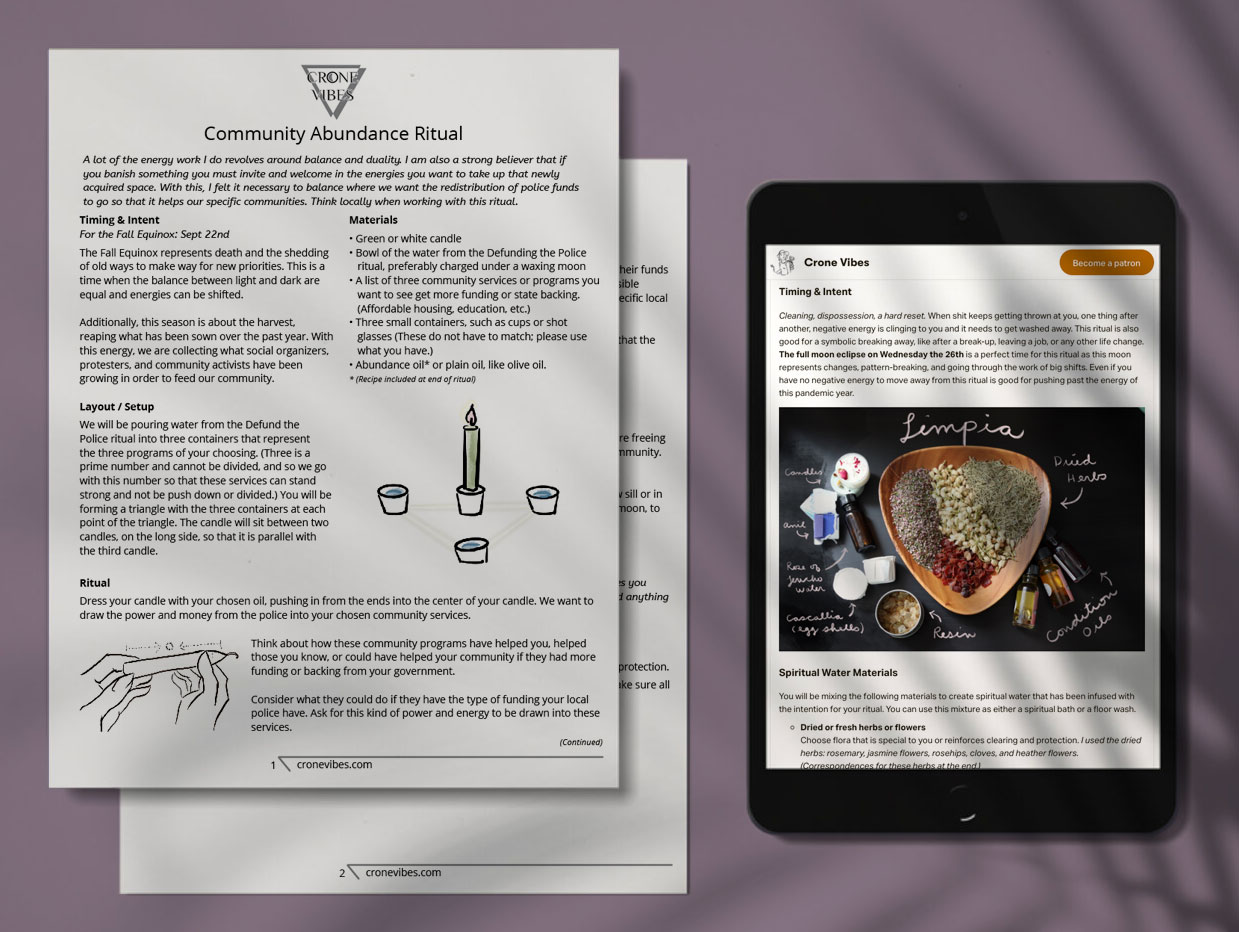 CRONE
VIBES
Community Abundance Ritual
A lot of the energy work I do revolves around balance and duality. I am also a strong believer that if
you banish something you must invite and welcome in the energies you want to take up that newly
acquired space. With this, I felt it necessary to balance where we want the redistribution of police funds
to go so that it helps our specific communities. Think locally when working with this ritual.
Timing & Intent
For the Fall Equinox: Sept 22nd
The Fall Equinox represents death and the shedding
of old ways to make way for new priorities. This is a
time when the balance between light and dark are
equal and energies can be shifted.
Additionally, this season is about the harvest,
reaping what has been sown over the past year. With
this energy, we are collecting what social organizers,
protesters, and community activists have been
growing in order to feed our community.
Materials
• Green or white candle
• Bowl of the water from the Defunding the Police
ritual, preferably charged under a waxing moon
• A list of three community services or programs you
want to see get more funding or state backing.
(Affordable housing, education, etc.)
• Three small containers, such as cups or shot
glasses (These do not have to match; please use
what you have.)
• Abundance oil* or plain oil, like olive oil.
* (Recipe included at end of ritual)
Layout / Setup
We will be pouring water from the Defund the
Police ritual into three containers that represent
the three programs of your choosing. (Three is a
prime number and cannot be divided, and so we go
with this number so that these services can stand
strong and not be push down or divided.) You will be
forming a triangle with the three containers at each
point of the triangle. The candle will sit between two
candles, on the long side, so that it is parallel with
the third candle.
Ritual
Dress your candle with your chosen oil, pushing in from the ends into the center of your candle. We want to
draw the power and money from the police into your chosen community services.
Think about how these community programs have helped you, helped
those you know, or could have helped your community if they had more
funding or backing from your government.
Consider what they could do if they have the type of funding your local
police have. Ask for this kind of power and energy to be drawn into these
services.
(Continued)
1 cronevibes.com
heir funds
sible
ecific local
that the
re freeing
mmunity.
sill or in
moon, to
es you
d anything
protection.
ake sure all
2 cronevibes.com
Crone Vibes
Become a patron
Timing & Intent
Cleaning, dispossession, a hard reset. When shit keeps getting thrown at you, one thing after
another, negative energy is clinging to you and it needs to get washed away. This ritual is also
good for a symbolic breaking away, like after a break-up, leaving a job, or any other life change.
The full moon eclipse on Wednesday the 26th is a perfect time for this ritual as this moon
represents changes, pattern-breaking, and going through the work of big shifts. Even if you
have no negative energy to move away from this ritual is good for pushing past the energy of
this pandemic year.
Limpia
Candles
Dried
Herbs
anil
Rose of
Jericho
Water
Cascallia
(egg shells)
Resin
Condition
Oils
Spiritual Water Materials
You will be mixing the following materials to create spiritual water that has been infused with
the intention for your ritual. You can use this mixture as either a spiritual bath or a floor wash.
Dried or fresh herbs or flowers
Choose flora that is special to you or reinforces clearing and protection. I used the dried
herbs: rosemary, jasmine flowers, rosehips, cloves, and heather flowers.
(Correspondences for these herbs at the end.)